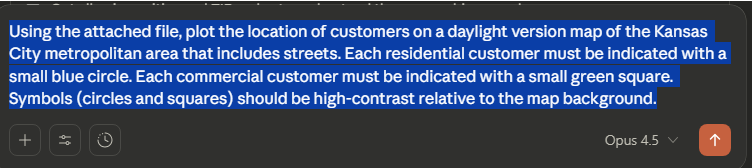 Using the attached file, plot the location of customers on a daylight version map of the Kansas
City metropolitan area that includes streets. Each residential customer must be indicated with a
small blue circle. Each commercial customer must be indicated with a small green square.
Symbols (circles and squares) should be high-contrast relative to the map background.
Opus 4.5